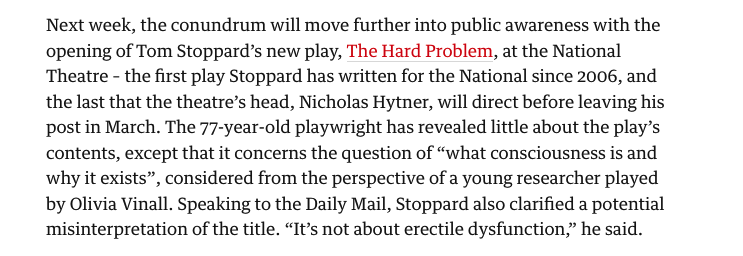 Next week, the conundrum will move further into public awareness with the
opening of Tom Stoppard’s new play, The Hard Problem, at the National
Theatre – the first play Stoppard has written for the National since 2006, and
the last that the theatre’s head, Nicholas Hytner, will direct before leaving his
post in March. The 77-year-old playwright has revealed little about the play’s
contents, except that it concerns the question of “what consciousness is and
why it exists”, considered from the perspective of a young researcher played
by Olivia Vinall. Speaking to the Daily Mail, Stoppard also clarified a potential
misinterpretation of the title. “It’s not about erectile dysfunction,” he said.